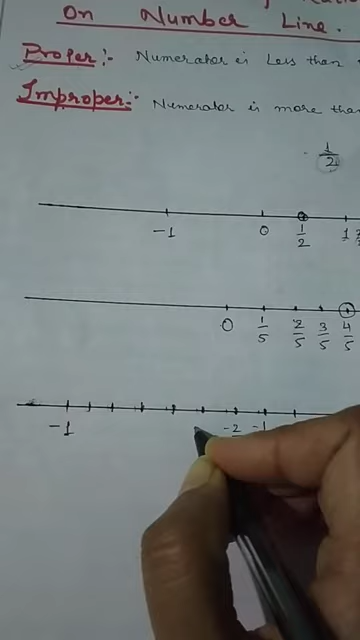 On Number Line.
Proper:- Numerator is Less than
Improper:- Numerator is more than
1/2
-1 0 1/2 1
0 1/5 2/5 3/5 4/5
-1 -2 -1